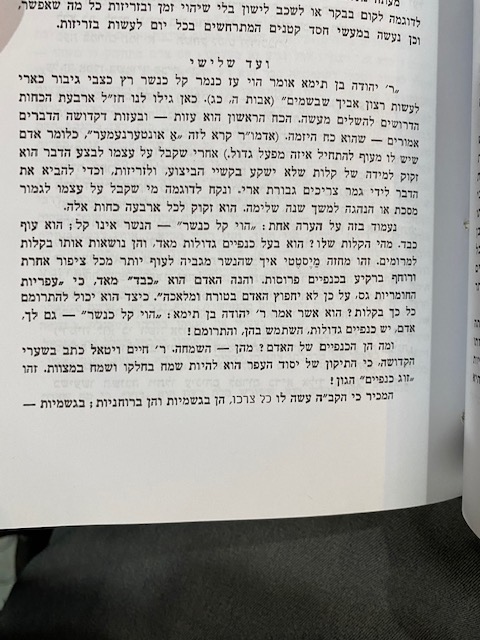 לדוגמה לקום בבקר או לשכב לישון בלי שיהוי זמן ובזריזות כל מה שאפשר,
וכן נעשה במעשי חסד קטנים המתרחשים בכל יום לעשות בזריזות.
ועד שלישי
„ר׳ יהודה בן תימא אומר הוי עז כנמר קל כנשר רץ כצבי גיבור כארי
לעשות רצון אביך שבשמים״ (אבות ה, כג). כאן גילו לנו חז״ל ארבעת הכחות
הדרושים להשלים מעשה. הכח הראשון הוא עזות — ובעזות דקדושה הדברים
אמורים — שהוא כח היזמה. (אדמו״ר קרא לזה „אַ אונטערנעמער״, כלומר אדם
שיש לו מעוף להתחיל איזה מפעל גדול.) אחרי שקבל על עצמו לבצע הדבר הוא
זקוק למידה של קלות שלא ישקע בקשיי הביצוע, ולזריזות, וכדי להביא את
הדבר לידי גמר צריכים גבורת ארי. ונקח לדוגמה מי שקבל על עצמו לגמור
מסכת או הנהגה למשך שנה שלימה. הוא זקוק לכל ארבעה כחות אלה.
נעמוד בזה על הערה אחת: „הוי קל כנשר״ — הנשר אינו קל; הוא עוף
כבד. מהי הקלות שלו? הוא בעל כנפיים גדולות מאד, והן נושאות אותו בקלות
למרומים. זהו מחזה מַיֶסטטי איך שהנשר מגביה לעוף יותר מכל ציפור אחרת
ורוחף ברקיע בכנפיים פרוסות. והנה האדם הוא „כבד״ מאד, כי „עפריות
החומריות גס, על כן לא יחפוץ האדם בטורח ומלאכה״. כיצד הוא יכול להתרומם
כל כך בקלות? הוא אשר אמר ר׳ יהודה בן תימא: „הוי קל כנשר״ — גם לך,
אדם, יש כנפיים גדולות, השתמש בהן, והתרומם!
ומה הן הכנפיים של האדם? מהן — השמחה. ר׳ חיים ויטאל כתב בשערי
הקדושה, כי התיקון של יסוד העפר הוא להיות שמח בחלקו ושמח במצוות. זהו
„זוג כנפיים״ הגון!
המכיר כי הקב״ה עשה לו כל צרכו, הן בגשמיות והן ברוחניות; בגשמיות —